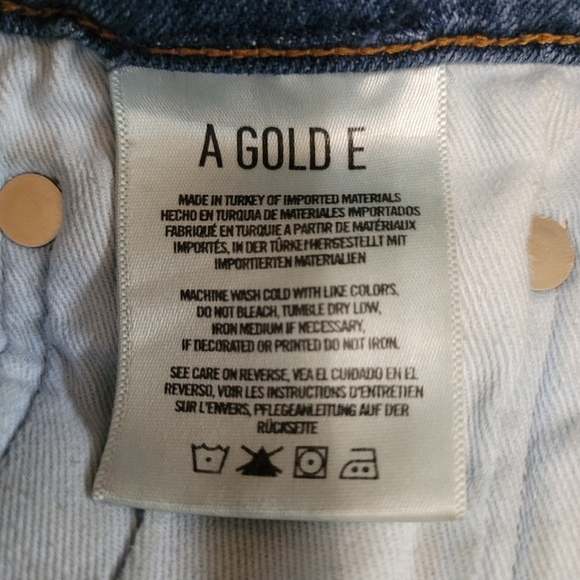 A GOLD E
MADE IN TURKEY OF IMPORTED MATERIALS
HECHO EN TURQUIA DE MATERIALES IMPORTADOS
FABRIQUÉ EN TURQUIE A PARTIR DE MATÉRIAUX
IMPORTÉS, IN DER TÜRKEI HERGESTELLT MIT
IMPORTIERTEN MATERIALIEN
MACHINE WASH COLD WITH LIKE COLORS,
DO NOT BLEACH, TUMBLE DRY LOW,
IRON MEDIUM IF NECESSARY,
IF DECORATED OR PRINTED DO NOT IRON.
SEE CARE ON REVERSE, VEA EL CUIDADO EN EL
REVERSO, VOIR LES INSTRUCTIONS D'ENTRETIEN
SUR L'ENVERS, PFLEGEANLEITUNG AUF DER
RÜCKSEITE